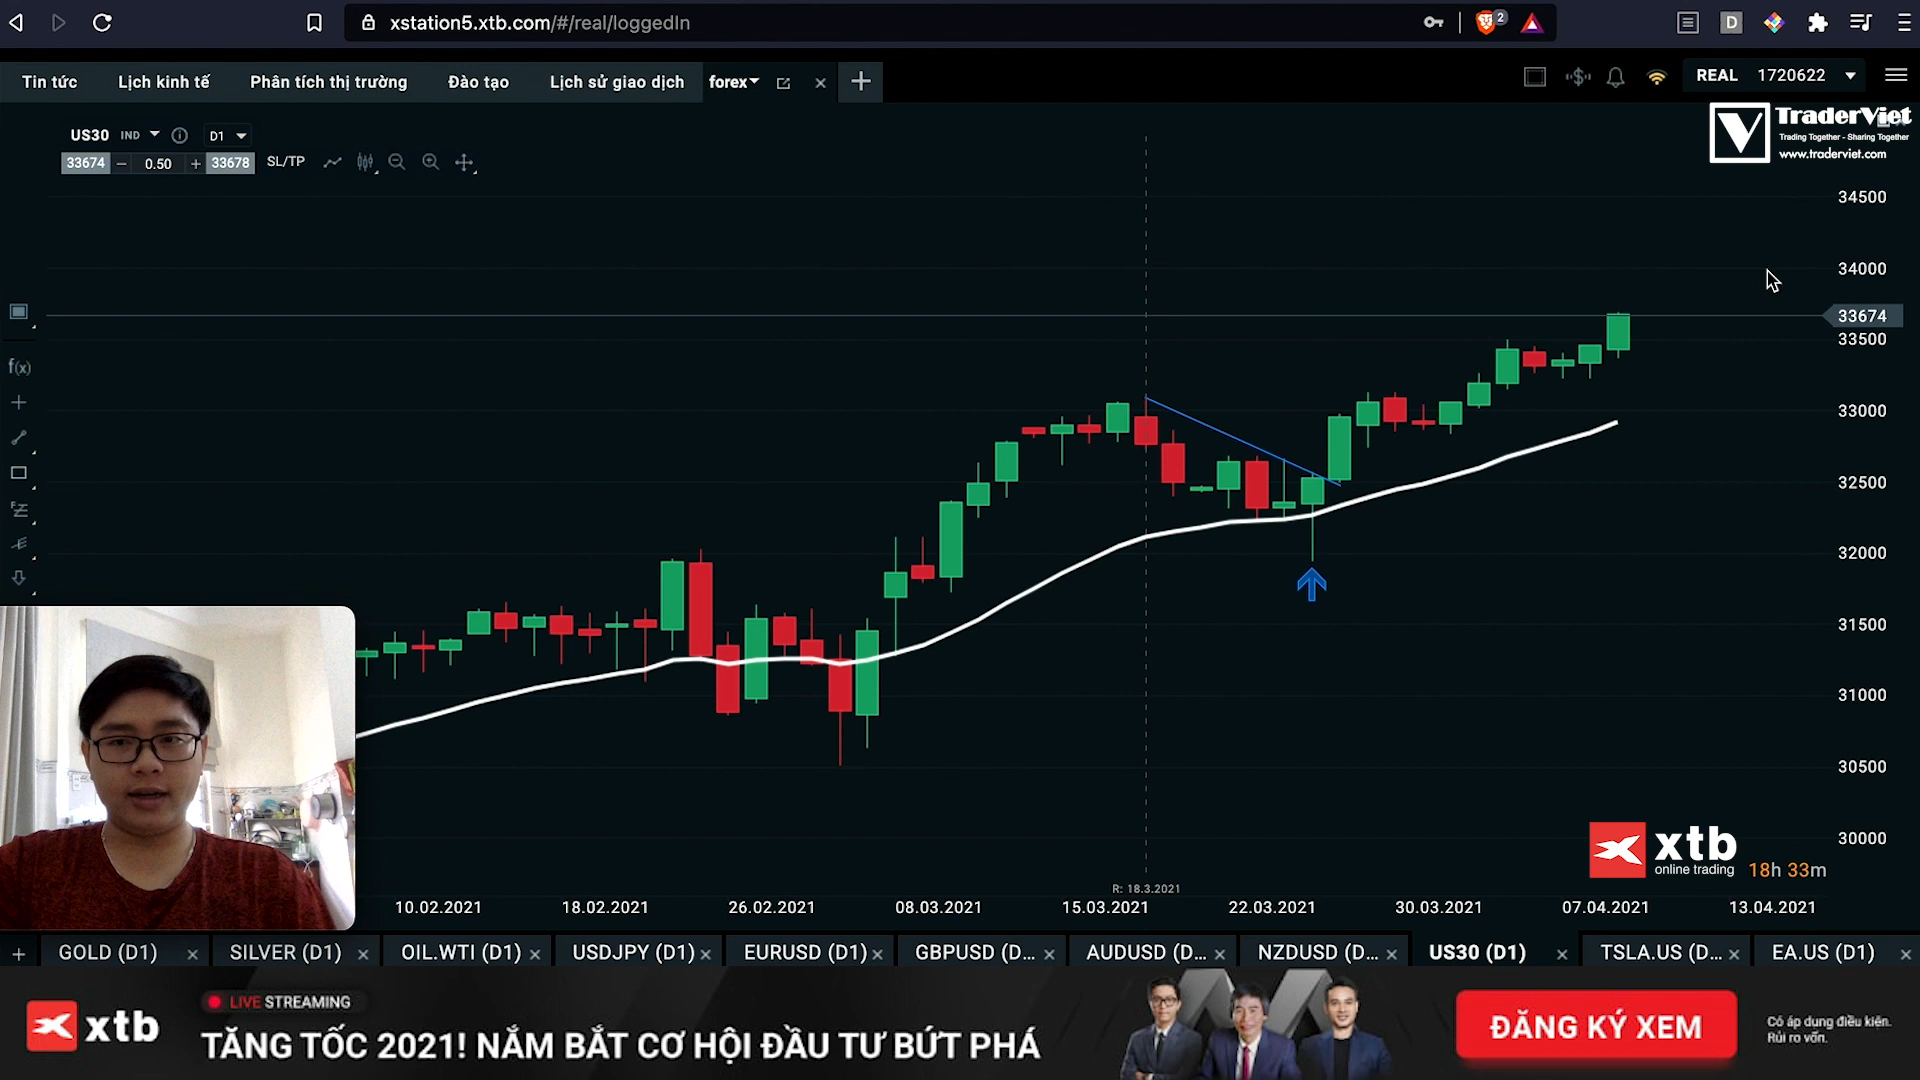 xstation5.xtb.com/#/real/loggedIn
2
D
Tin tức
Lịch kinh tế
Phân tích thị trường
Đào tạo
Lịch sử giao dịch
forex
REAL 1720622
TraderViet
Trading Together - Sharing Together
www.traderviet.com
US30 IND
D1
33674
0.50
33678
SL/TP
f(x)
34500
34000
33674
33500
33000
32500
32000
31500
31000
30500
30000
xtb
online trading
18h 33m
R: 18.3.2021
10.02.2021
18.02.2021
26.02.2021
08.03.2021
15.03.2021
22.03.2021
30.03.2021
07.04.2021
13.04.2021
GOLD (D1)
SILVER (D1)
OIL.WTI (D1)
USDJPY (D1)
EURUSD (D1)
GBPUSD (D...
AUDUSD (D...
NZDUSD (D...
US30 (D1)
TSLA.US (D...
EA.US (D1)
xtb
LIVE STREAMING
TĂNG TỐC 2021! NẮM BẮT CƠ HỘI ĐẦU TƯ BỨT PHÁ
ĐĂNG KÝ XEM
Có áp dụng điều kiện.
Rủi ro vốn.